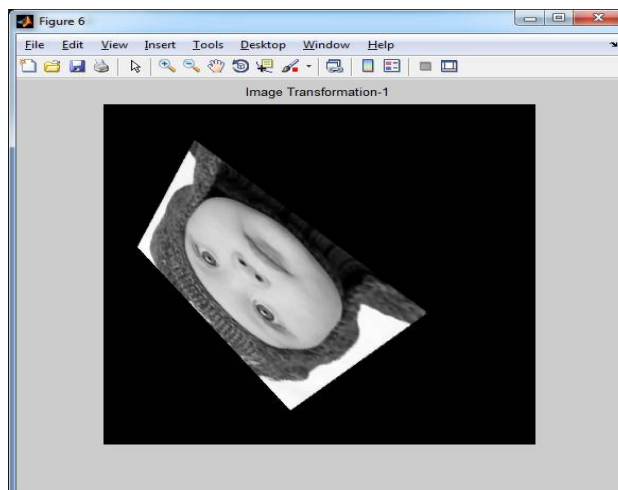 Figure 6
File Edit View Insert Tools Desktop Window Help
Image Transformation-1